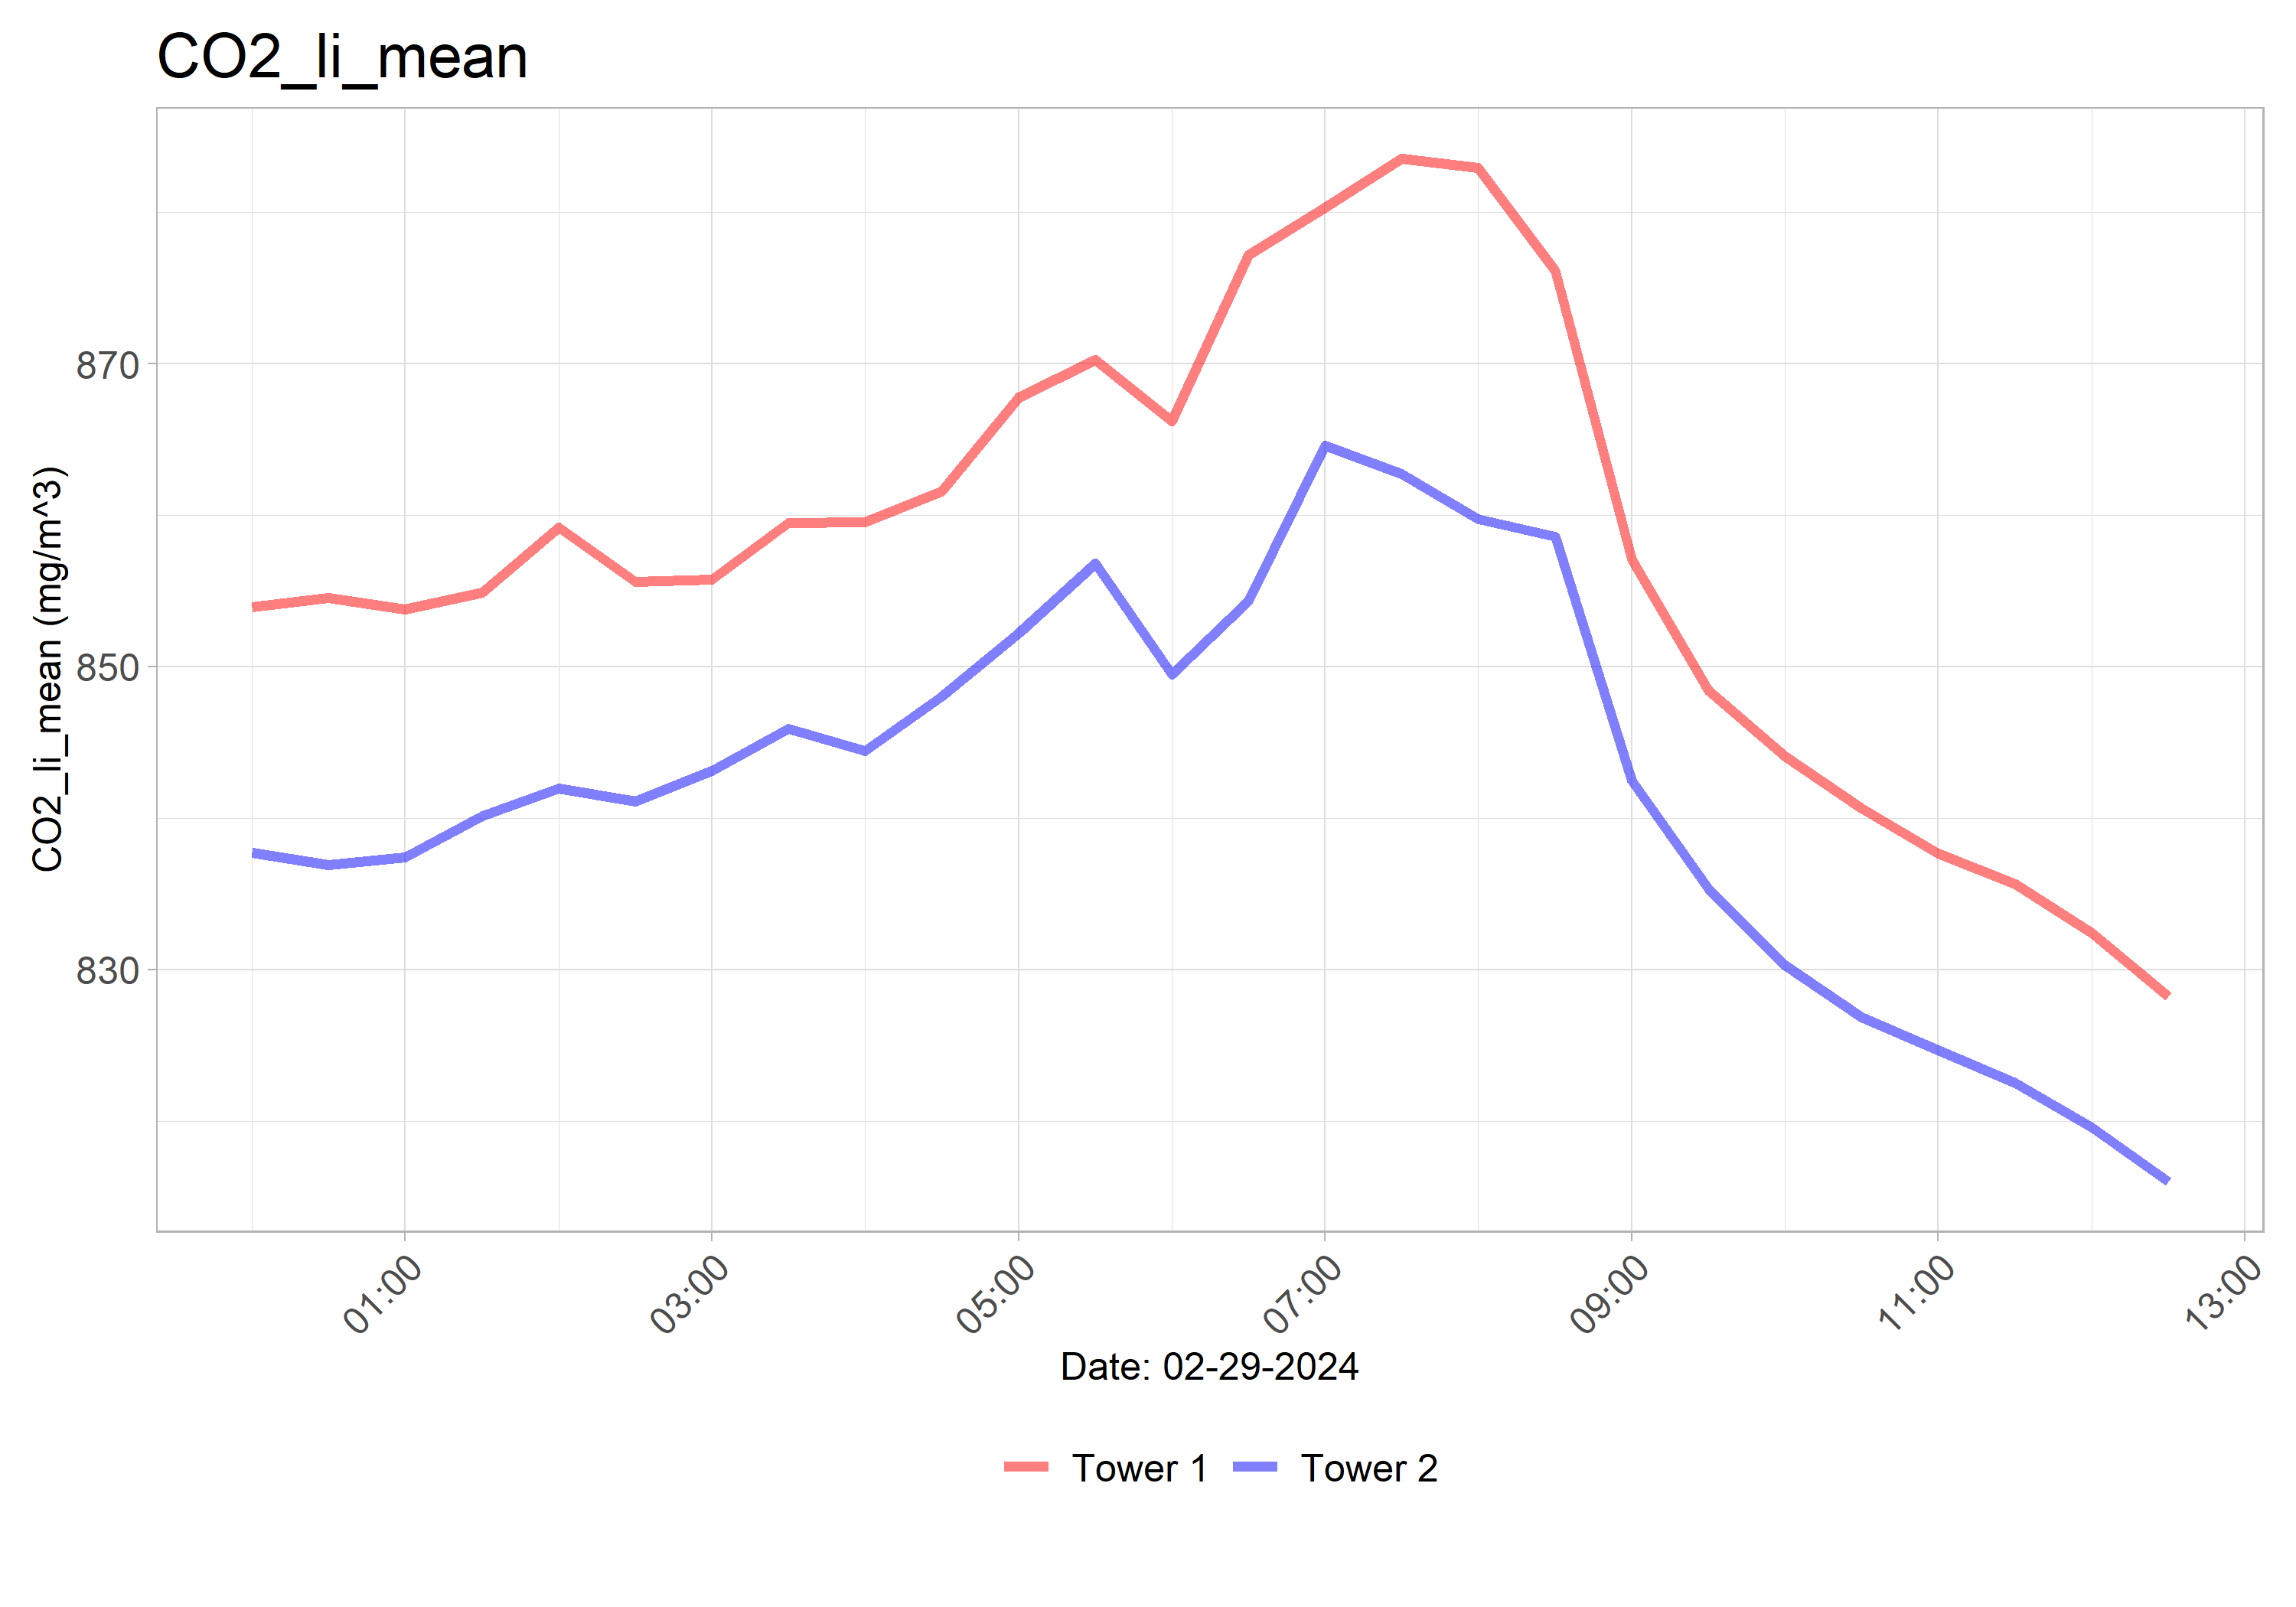 CO2_li_mean
CO2_li_mean (mg/m^3)
870
850
830
01:00
03:00
05:00
07:00
09:00
11:00
13:00
Date: 02-29-2024
Tower 1 Tower 2